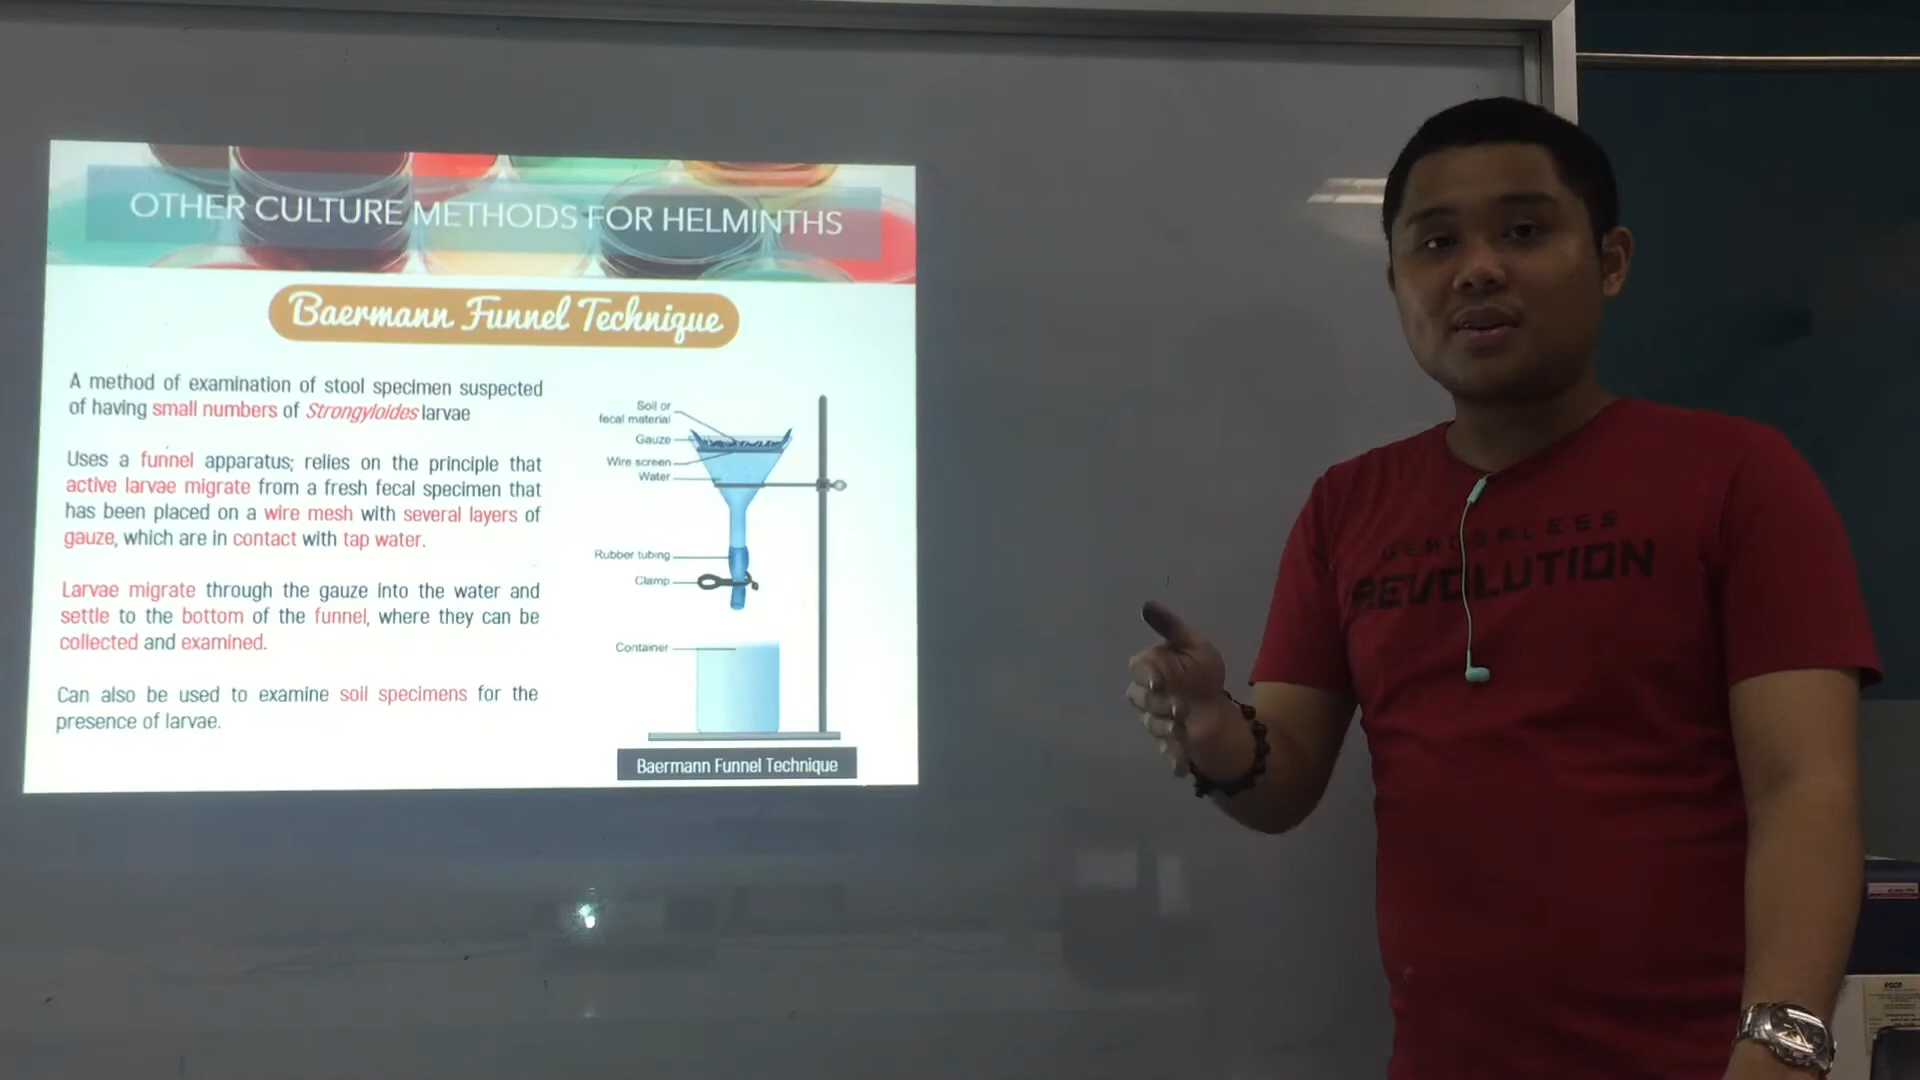 OTHER CULTURE METHODS FOR HELMINTHS
Baermann Funnel Technique
A method of examination of stool specimen suspected
of having small numbers of Strongyloides larvae
Uses a funnel apparatus; relies on the principle that
active larvae migrate from a fresh fecal specimen that
has been placed on a wire mesh with several layers of
gauze, which are in contact with tap water.
Larvae migrate through the gauze into the water and
settle to the bottom of the funnel, where they can be
collected and examined.
Can also be used to examine soil specimens for the
presence of larvae.
Soil or
fecal material
Gauze
Wire screen
Water
Rubber tubing
Clamp
Container
Baermann Funnel Technique
REVOLUTION